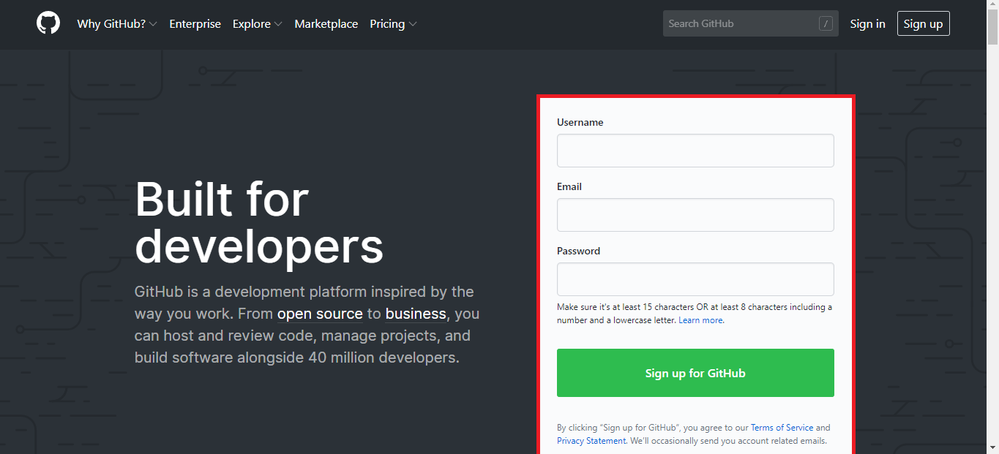 Why GitHub? Enterprise Explore Marketplace Pricing Search GitHub / Sign in Sign up
Built for
developers
GitHub is a development platform inspired by the
way you work. From open source to business, you
can host and review code, manage projects, and
build software alongside 40 million developers.
Username
Email
Password
Make sure it's at least 15 characters OR at least 8 characters including a
number and a lowercase letter. Learn more.
Sign up for GitHub
By clicking “Sign up for GitHub”, you agree to our Terms of Service and
Privacy Statement. We’ll occasionally send you account related emails.